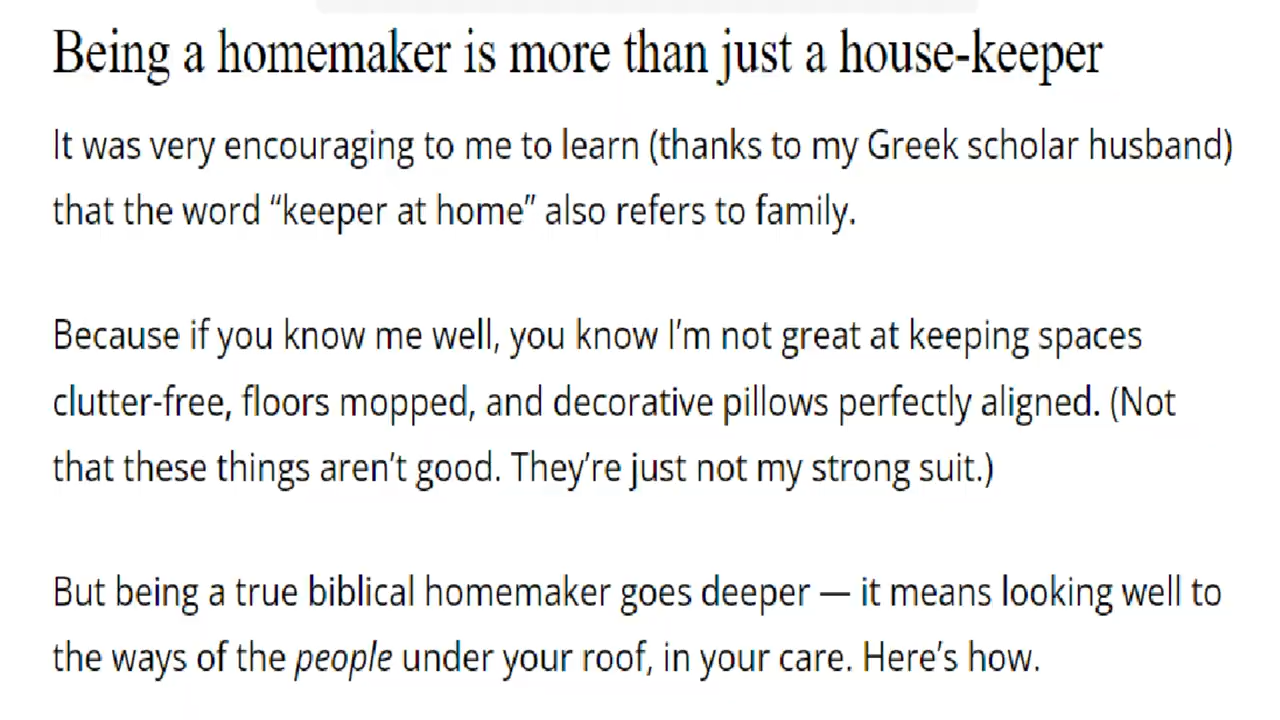 Being a homemaker is more than just a house-keeper
It was very encouraging to me to learn (thanks to my Greek scholar husband)
that the word “keeper at home” also refers to family.
Because if you know me well, you know I’m not great at keeping spaces
clutter-free, floors mopped, and decorative pillows perfectly aligned. (Not
that these things aren’t good. They’re just not my strong suit.)
But being a true biblical homemaker goes deeper — it means looking well to
the ways of the people under your roof, in your care. Here’s how.